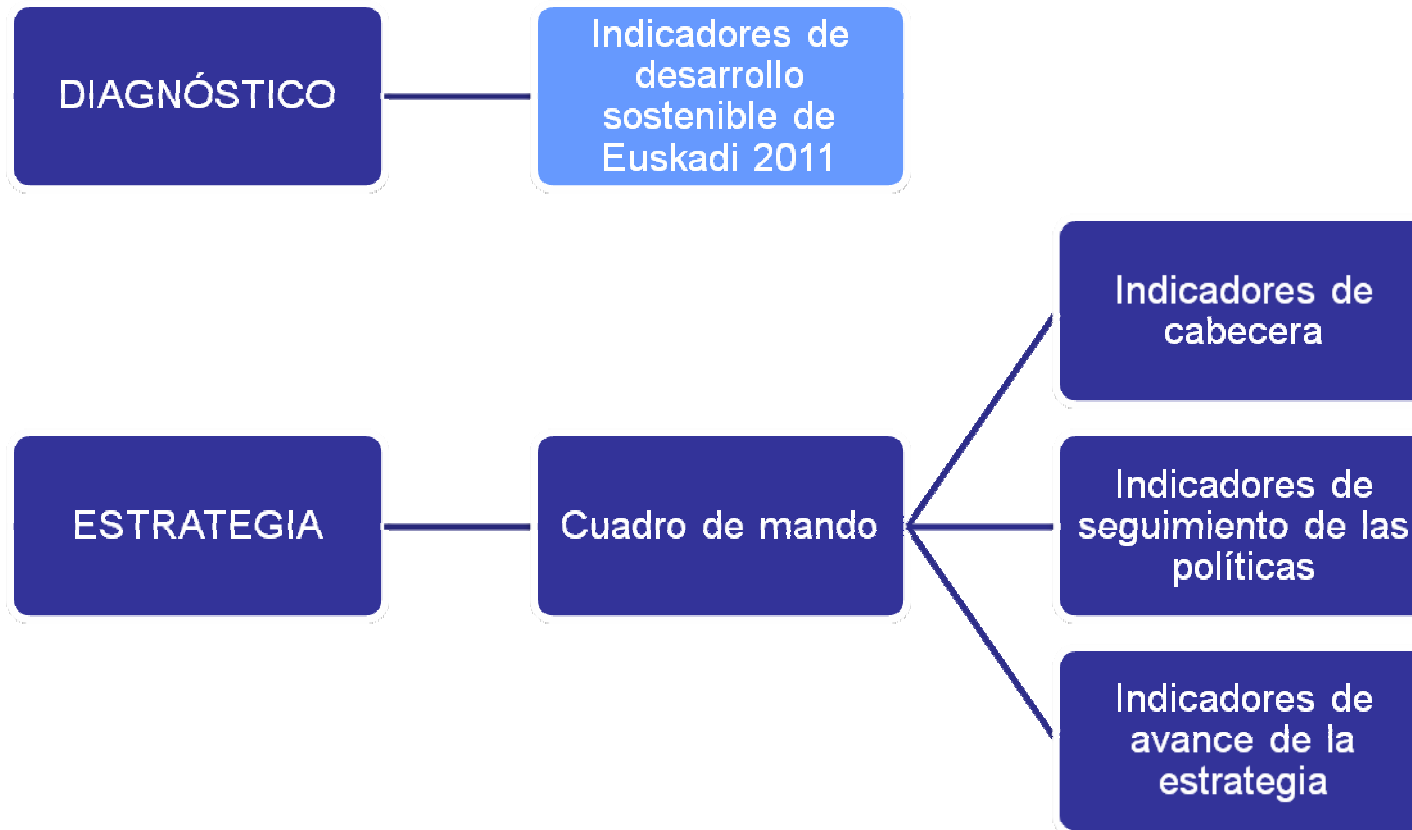 DIAGNÓSTICO
Indicadores de
desarrollo
sostenible de
Euskadi 2011
Indicadores de
cabecera
ESTRATEGIA
Cuadro de mando
Indicadores de
seguimiento de las
políticas
Indicadores de
avance de la
estrategia